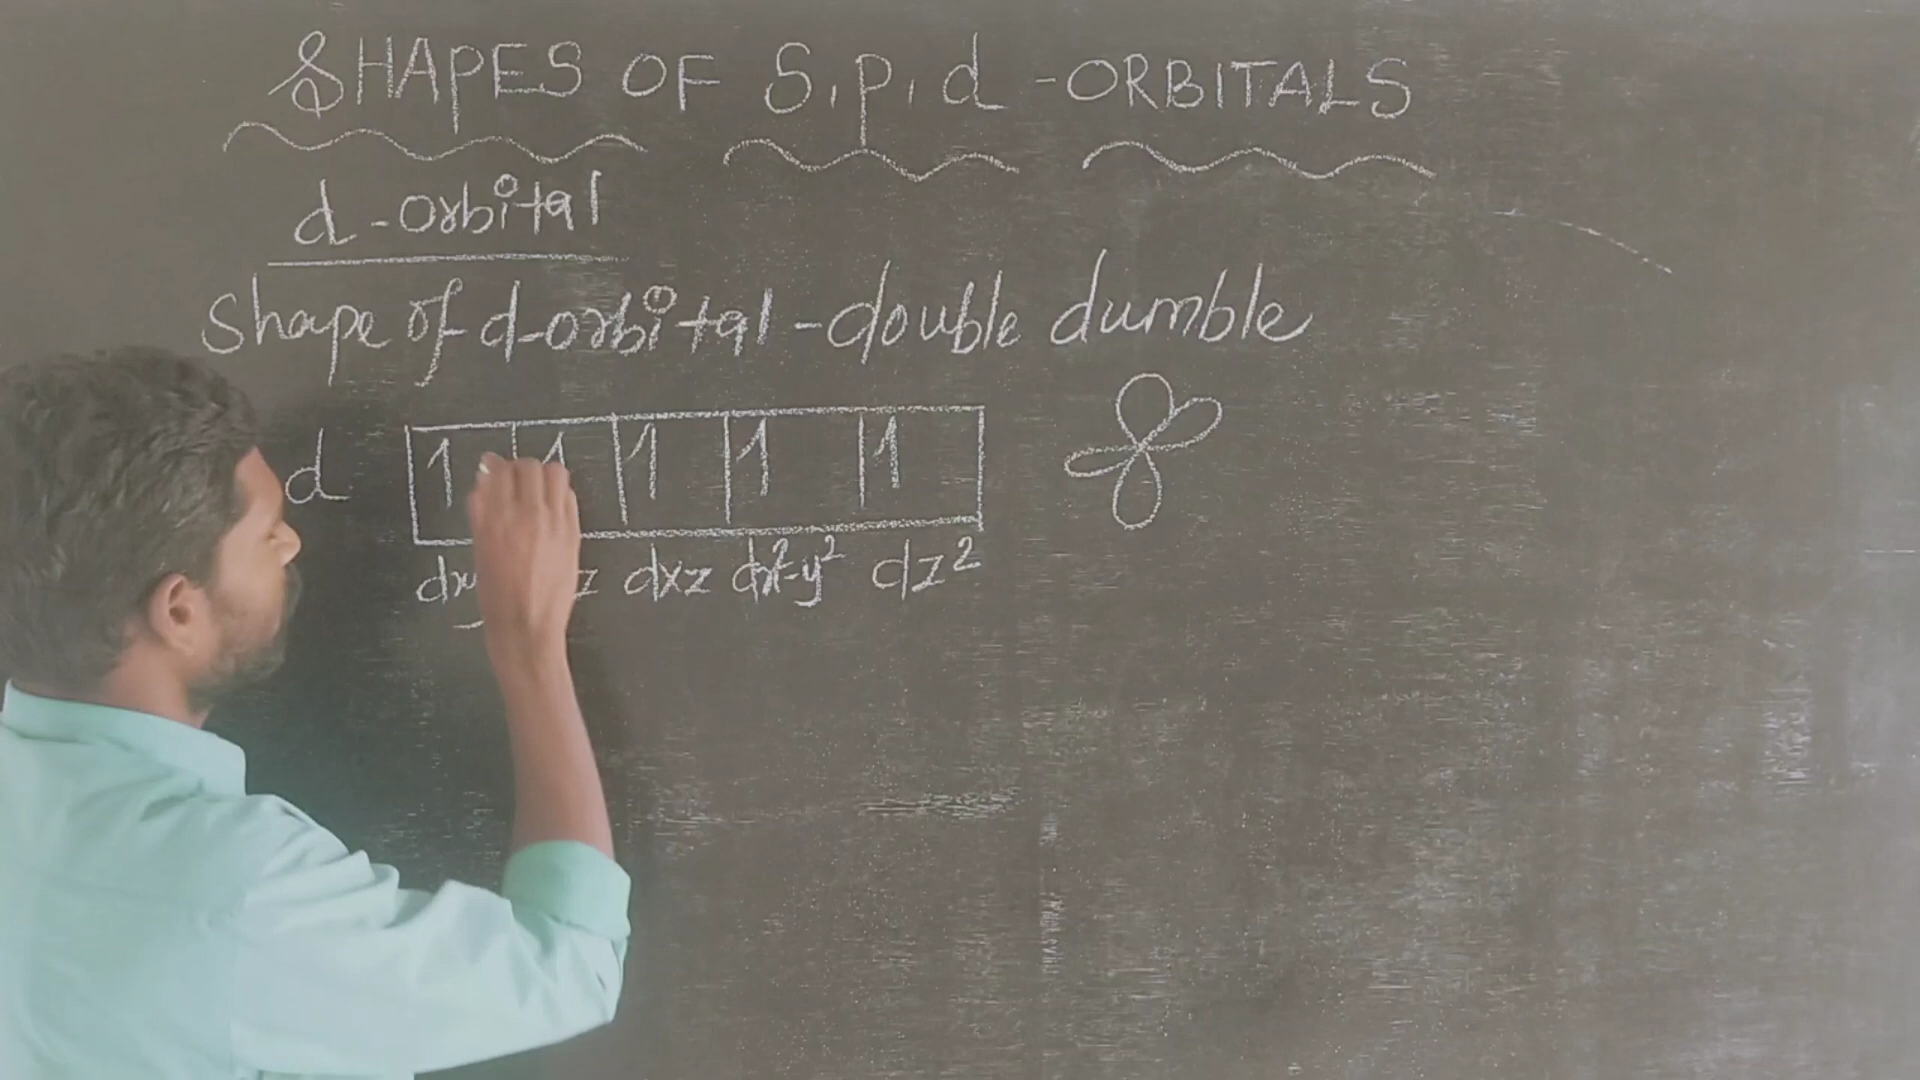 SHAPES OF S, p, d -ORBITALS
d-orbital
Shape of d-orbital - double dumble
d 1 1 1 1 1
dxz dx²-y² dz²